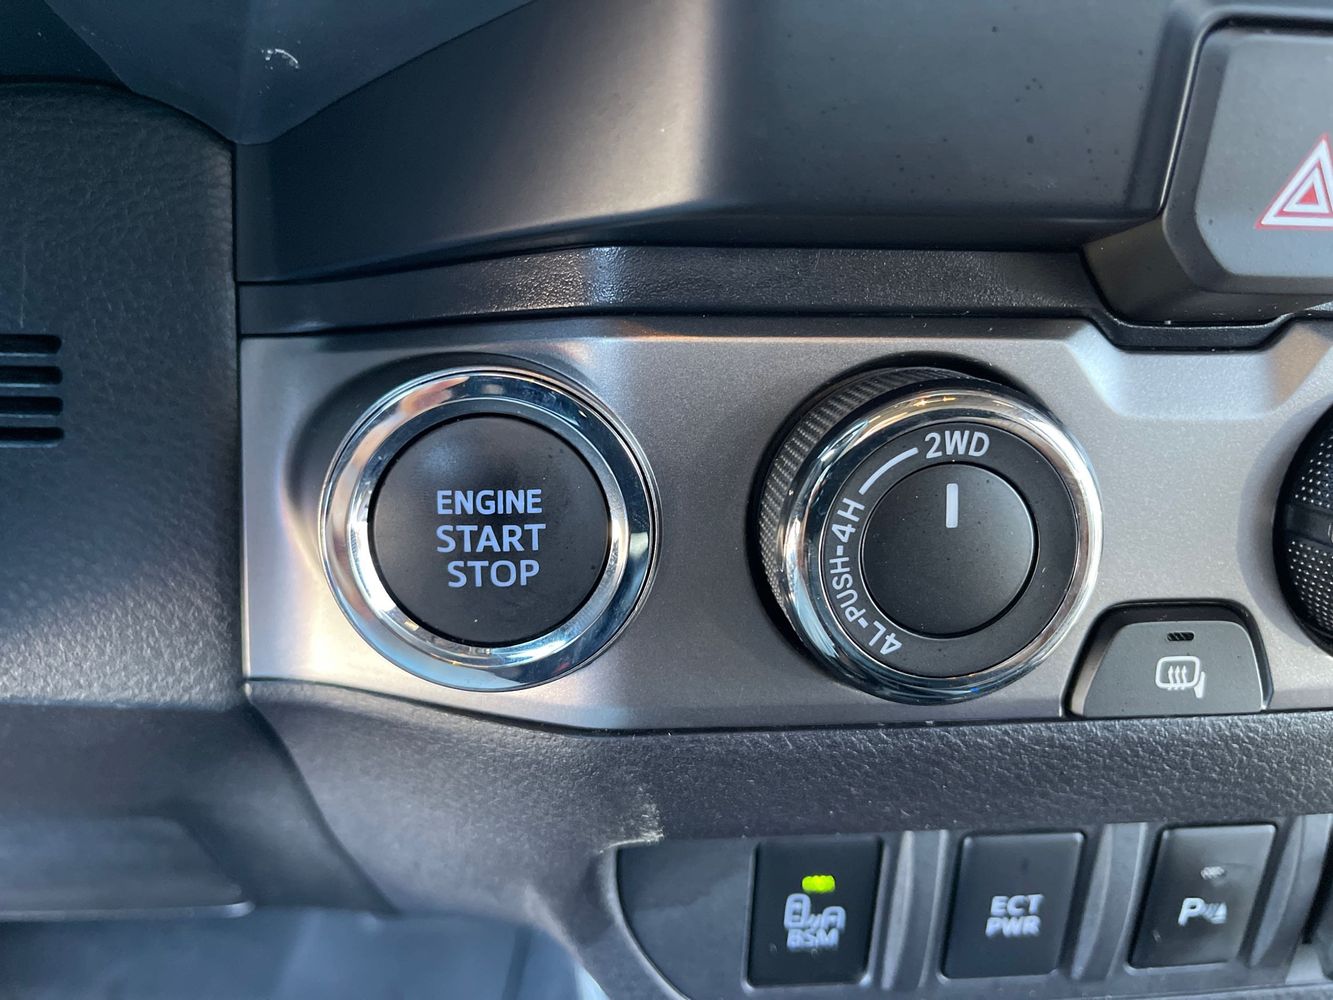 ENGINE
START
STOP
2WD
4L-PUSH-4H
BSM
ECT
PWR
P